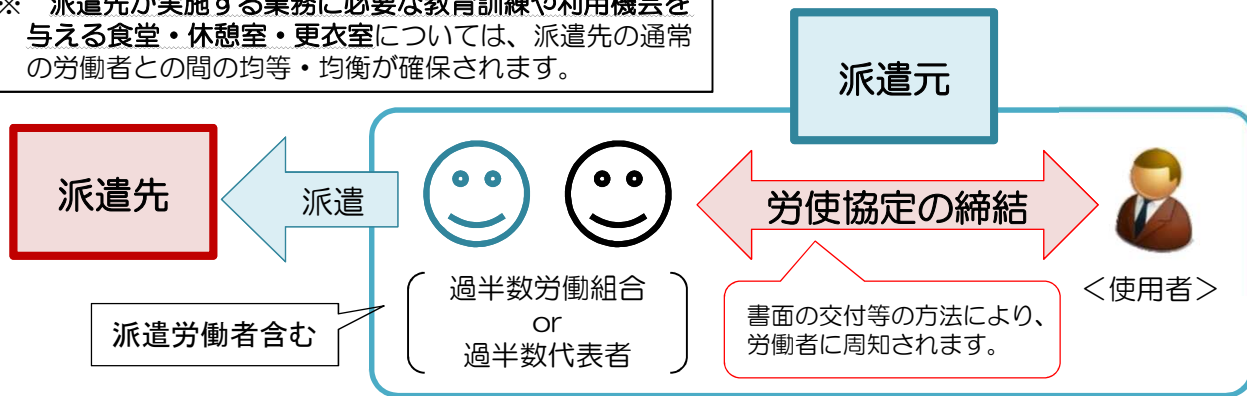 ※ 派遣先が実施する業務に必要な教育訓練や利用機会を
与える食堂・休憩室・更衣室については、派遣先の通常
の労働者との間の均等・均衡が確保されます。
派遣元
派遣先
派遣
労使協定の締結
<使用者>
過半数労働組合
or
過半数代表者
派遣労働者含む
書面の交付等の方法により、
労働者に周知されます。